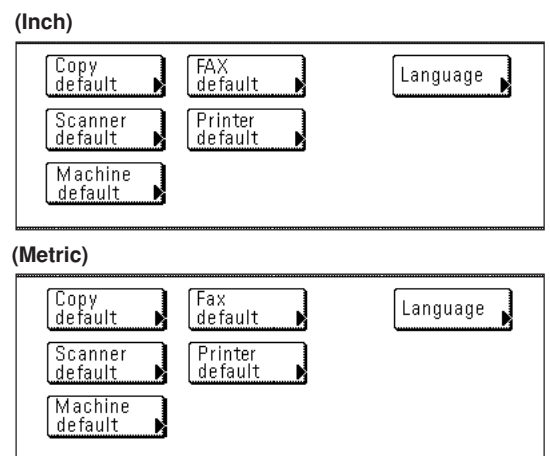 (Inch)
Copy
default
FAX
default
Language
Scanner
default
Printer
default
Machine
default
(Metric)
Copy
default
Fax
default
Language
Scanner
default
Printer
default
Machine
default